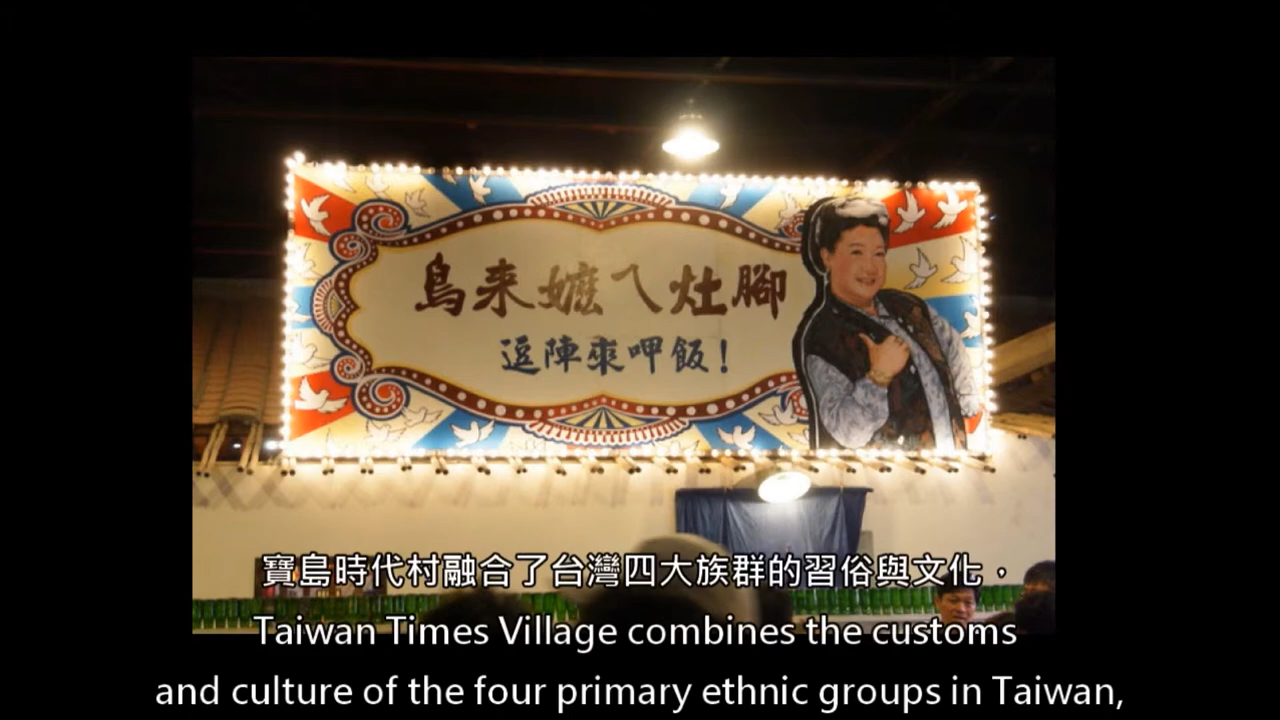 烏来嬤ㄟ灶腳
逗陣來呷飯!
寶島時代村融合了台灣四大族群的習俗與文化，
Taiwan Times Village combines the customs
and culture of the four primary ethnic groups in Taiwan,